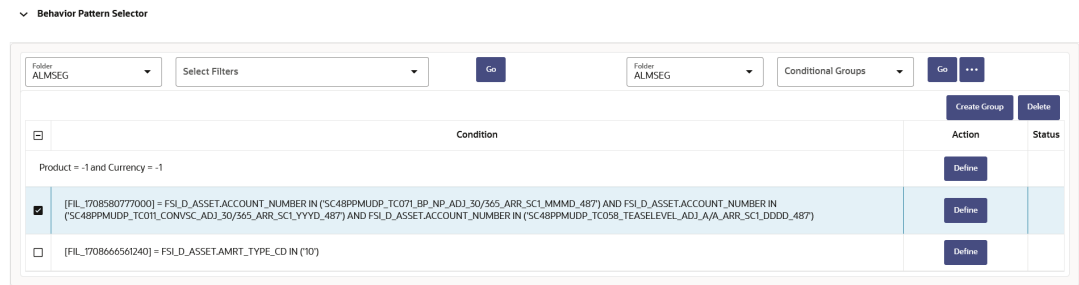 Behavior Pattern Selector
Folder
ALMSEG
Select Filters
Go
Folder
ALMSEG
Conditional Groups
Go
...
Create Group
Delete
Condition
Action
Status
Product = -1 and Currency = -1
Define
[FIL_1708580777000] = FSI_D_ASSET.ACCOUNT_NUMBER IN ('SC48PPMUDP_TC071_BP_NP_ADJ_30/365_ARR_SC1_MMMD_487') AND FSI_D_ASSET.ACCOUNT_NUMBER IN
('SC48PPMUDP_TC011_CONVSC_ADJ_30/365_ARR_SC1_YYYD_487') AND FSI_D_ASSET.ACCOUNT_NUMBER IN ('SC48PPMUDP_TC058_TEASELEVEL_ADJ_A/A_ARR_SC1_DDDD_487')
Define
[FIL_1708666561240] = FSI_D_ASSET.AMRT_TYPE_CD IN ('10')
Define